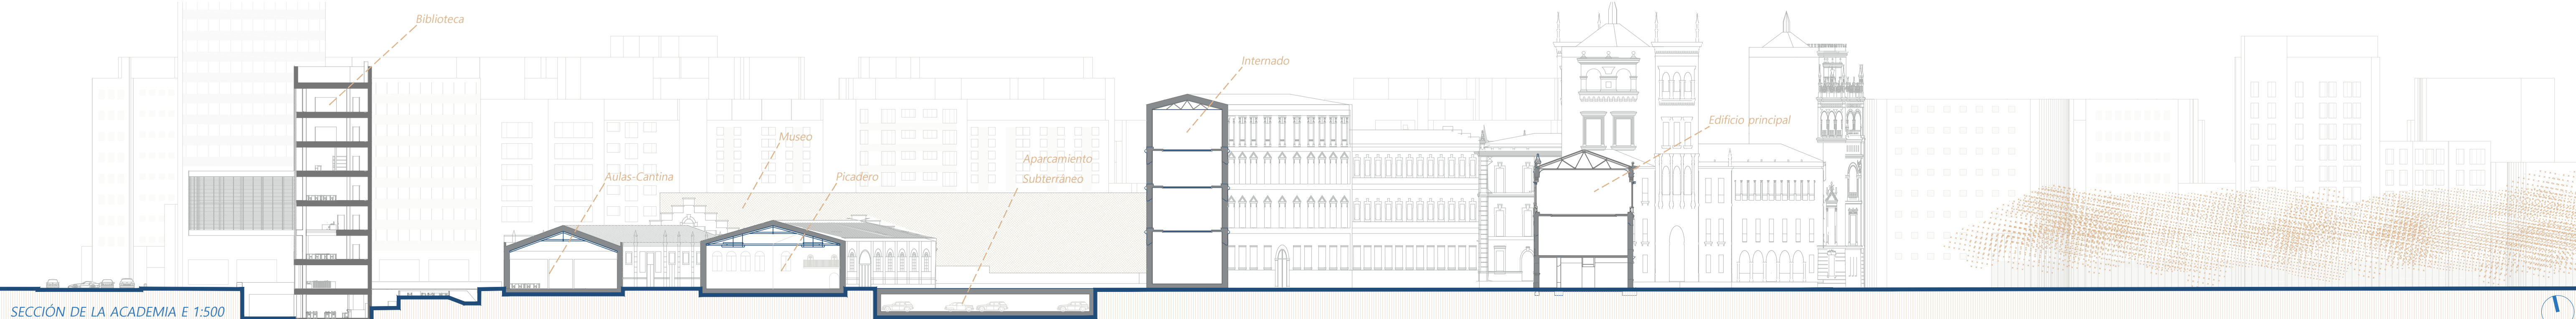 Biblioteca
Internado
Edificio principal
Museo
Aparcamiento
Subterráneo
Aulas-Cantina
Picadero
SECCIÓN DE LA ACADEMIA E 1:500